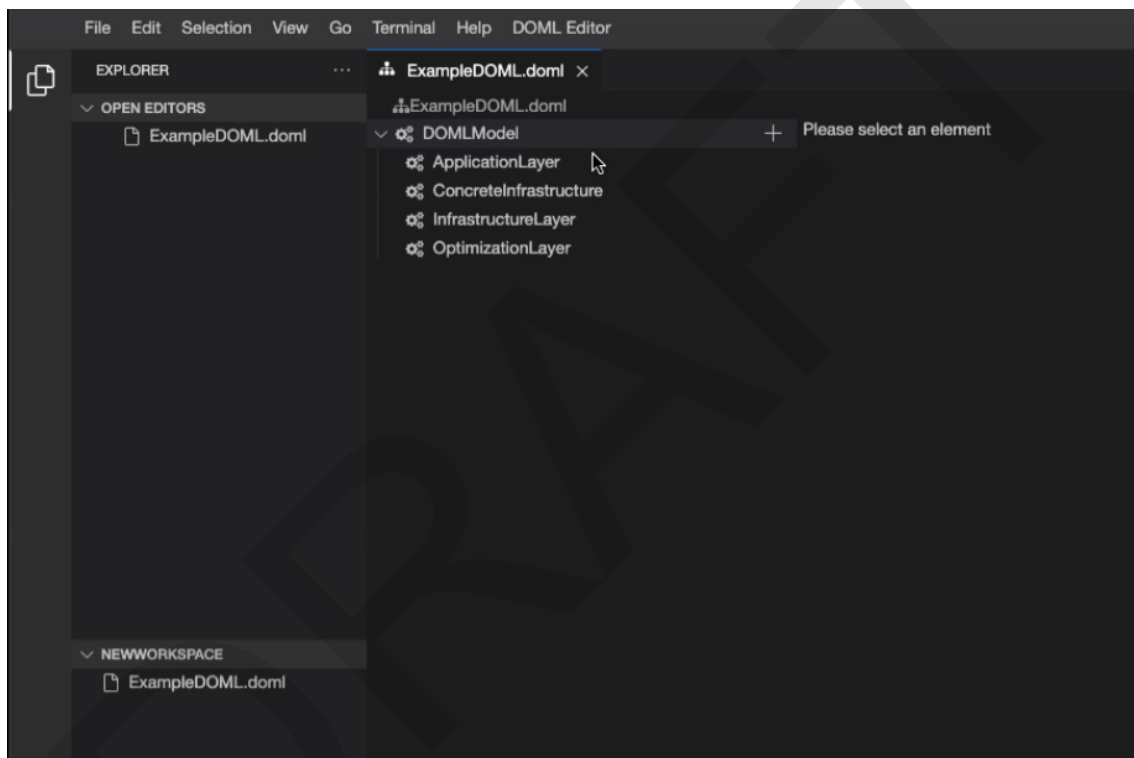 File Edit Selection View Go Terminal Help DOML Editor
EXPLORER ...
OPEN EDITORS
ExampleDOML.doml
NEWWORKSPACE
ExampleDOML.doml
ExampleDOML.doml ×
ExampleDOML.doml
DOMLModel +
ApplicationLayer
ConcreteInfrastructure
InfrastructureLayer
OptimizationLayer
Please select an element
DRAFT